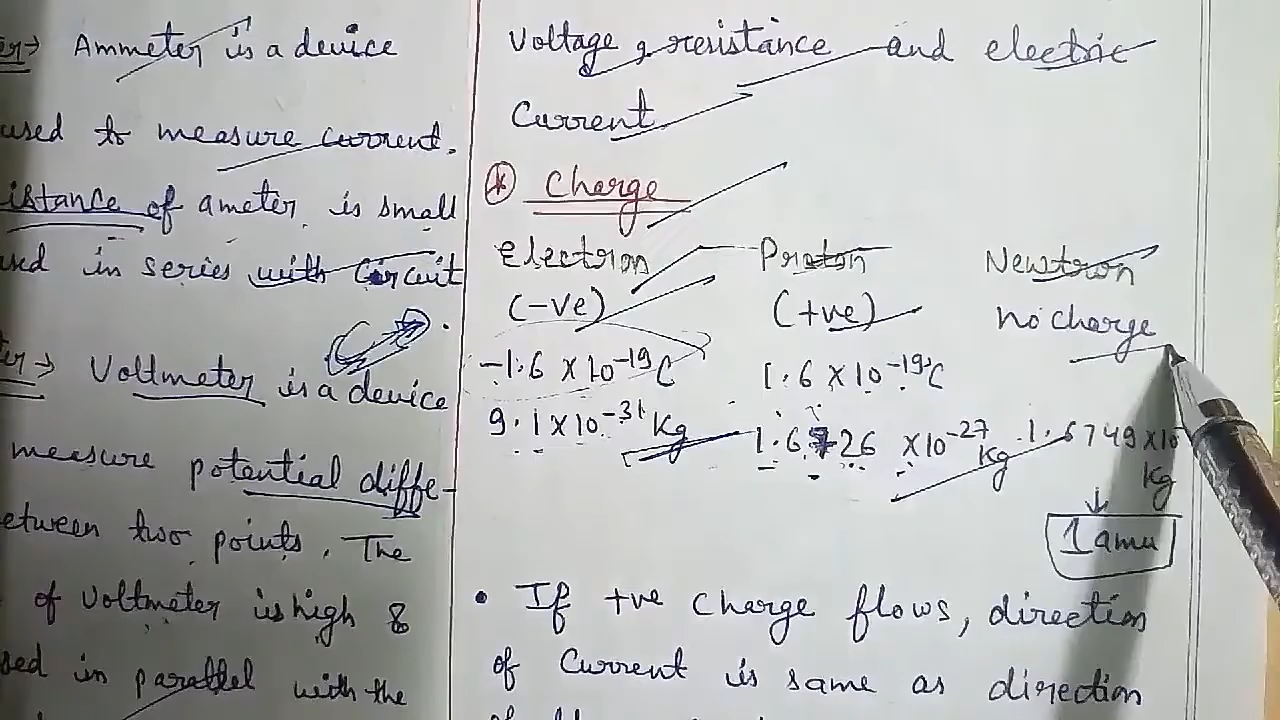 er→ Ammeter is a device
used to measure current.
istance of ameter is small
used in series with Circuit
.
ter→ Voltmeter is a device
measure potential diffe-
etween two points. The
of voltmeter is high &
sed in parallel with the
Voltage, resistance and electric
Current
* Charge
Electron Proton Newtron
(-ve) (+ve) no charge
-1.6 X 10⁻¹⁹ C 1.6 X 10⁻¹⁹ C
9.1 X 10⁻³¹ Kg 1.6726 X 10⁻²⁷ Kg 1.6749 X 10
Kg
↓
1 amu
• If +ve charge flows, direction
of Current is same as direction